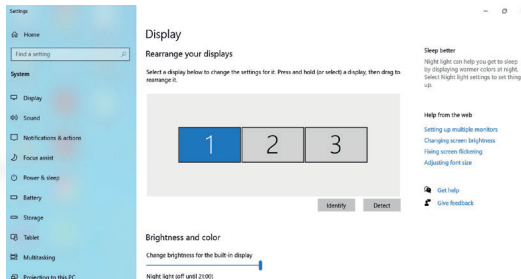 Settings
Home
Find a setting
System
Display
Sound
Notifications & actions
Focus assist
Power & sleep
Battery
Storage
Tablet
Multitasking
Projecting to this PC
Display
Rearrange your displays
Select a display below to change the settings for it. Press and hold (or select) a display, then drag to
rearrange it.
1 2 3
Identify Detect
Brightness and color
Change brightness for the built-in display
Night light (off until 21:00)
Sleep better
Night light can help you get to sleep
by displaying warmer colors at night.
Select Night light settings to set thing
up.
Help from the web
Setting up multiple monitors
Changing screen brightness
Fixing screen flickering
Adjusting font size
Get help
Give feedback